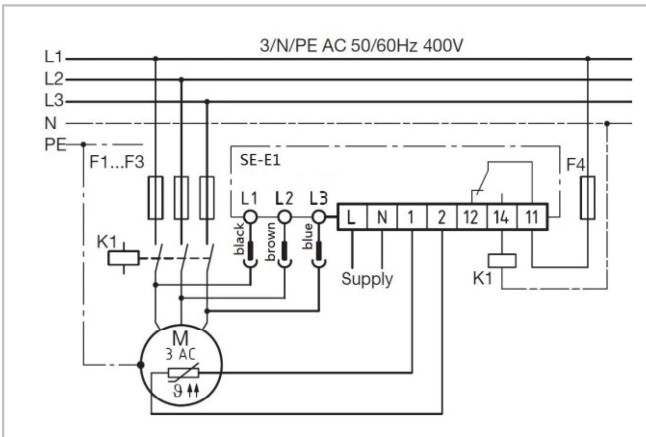 3/N/PE AC 50/60Hz 400V
L1
L2
L3
N
PE
F1...F3
SE-E1
F4
L1 L2 L3
L N 1 2 12 14 11
black
brown
blue
K1
Supply
K1
M
3 AC
ϑ